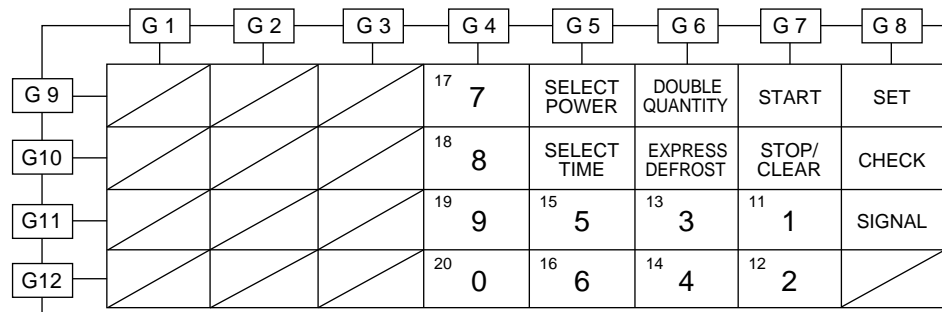 G 1 G 2 G 3 G 4 G 5 G 6 G 7 G 8
G 9 17 7 SELECT POWER DOUBLE QUANTITY START SET
G10 18 8 SELECT TIME EXPRESS DEFROST STOP/ CLEAR CHECK
G11 19 9 15 5 13 3 11 1 SIGNAL
G12 20 0 16 6 14 4 12 2